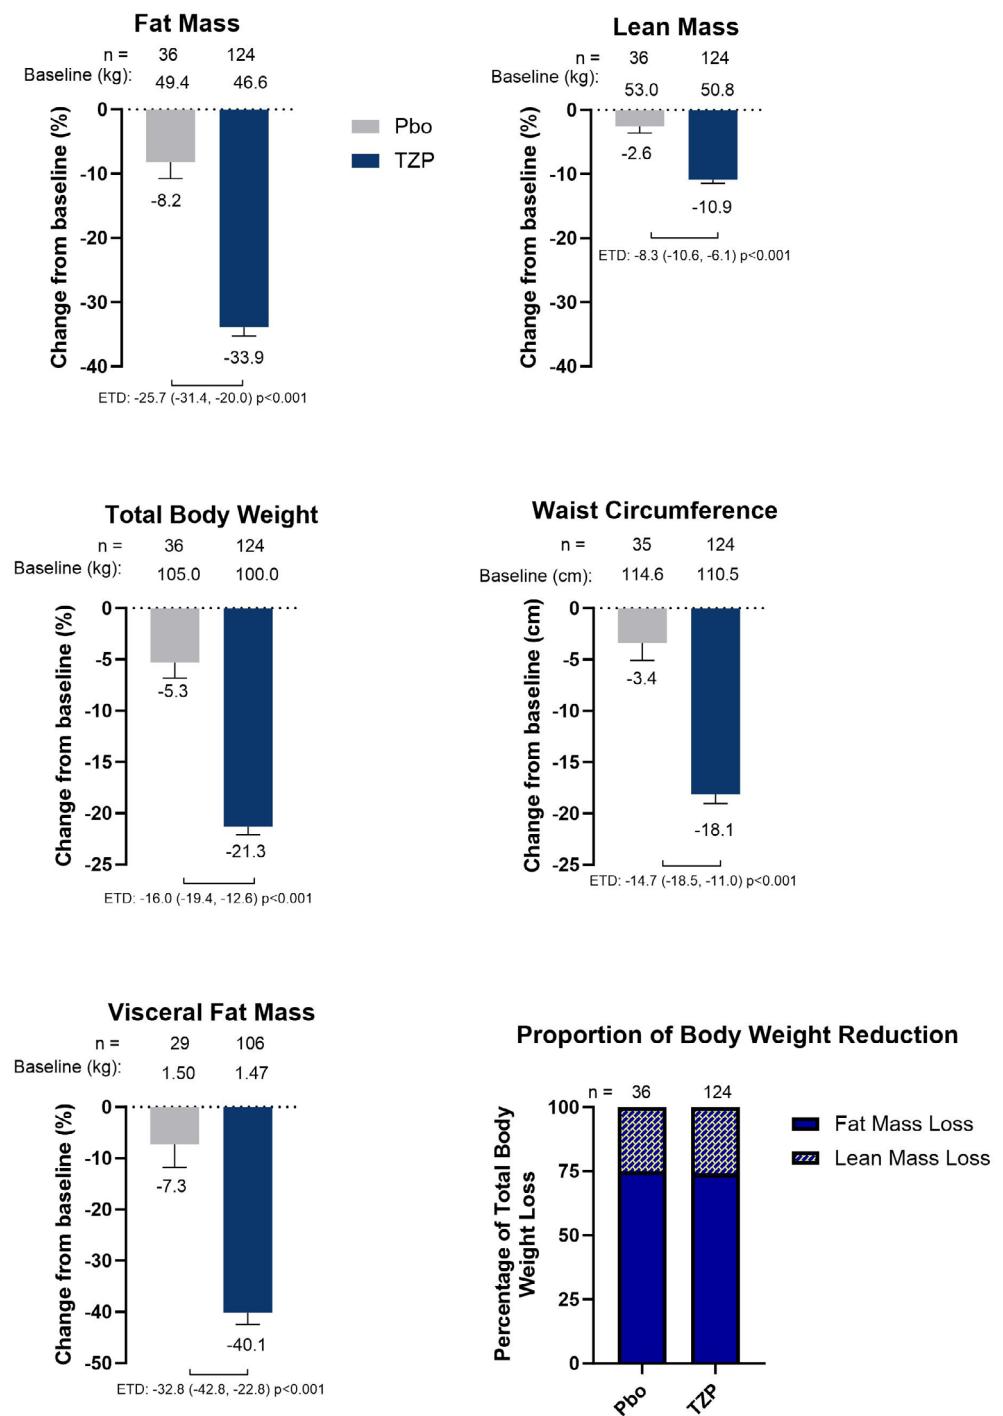 Fat Mass
n = 36 124
Baseline (kg): 49.4 46.6
Change from baseline (%)
0
-10
-20
-30
-40
-8.2
-33.9
ETD: -25.7 (-31.4, -20.0) p<0.001
Pbo
TZP
Lean Mass
n = 36 124
Baseline (kg): 53.0 50.8
Change from baseline (%)
0
-10
-20
-30
-40
-2.6
-10.9
ETD: -8.3 (-10.6, -6.1) p<0.001
Total Body Weight
n = 36 124
Baseline (kg): 105.0 100.0
Change from baseline (%)
0
-5
-10
-15
-20
-25
-5.3
-21.3
ETD: -16.0 (-19.4, -12.6) p<0.001
Waist Circumference
n = 35 124
Baseline (cm): 114.6 110.5
Change from baseline (cm)
0
-5
-10
-15
-20
-25
-3.4
-18.1
ETD: -14.7 (-18.5, -11.0) p<0.001
Visceral Fat Mass
n = 29 106
Baseline (kg): 1.50 1.47
Change from baseline (%)
0
-10
-20
-30
-40
-50
-7.3
-40.1
ETD: -32.8 (-42.8, -22.8) p<0.001
Proportion of Body Weight Reduction
n = 36 124
Percentage of Total Body
Weight Loss
100
75
50
25
0
Pbo
TZP
Fat Mass Loss
Lean Mass Loss